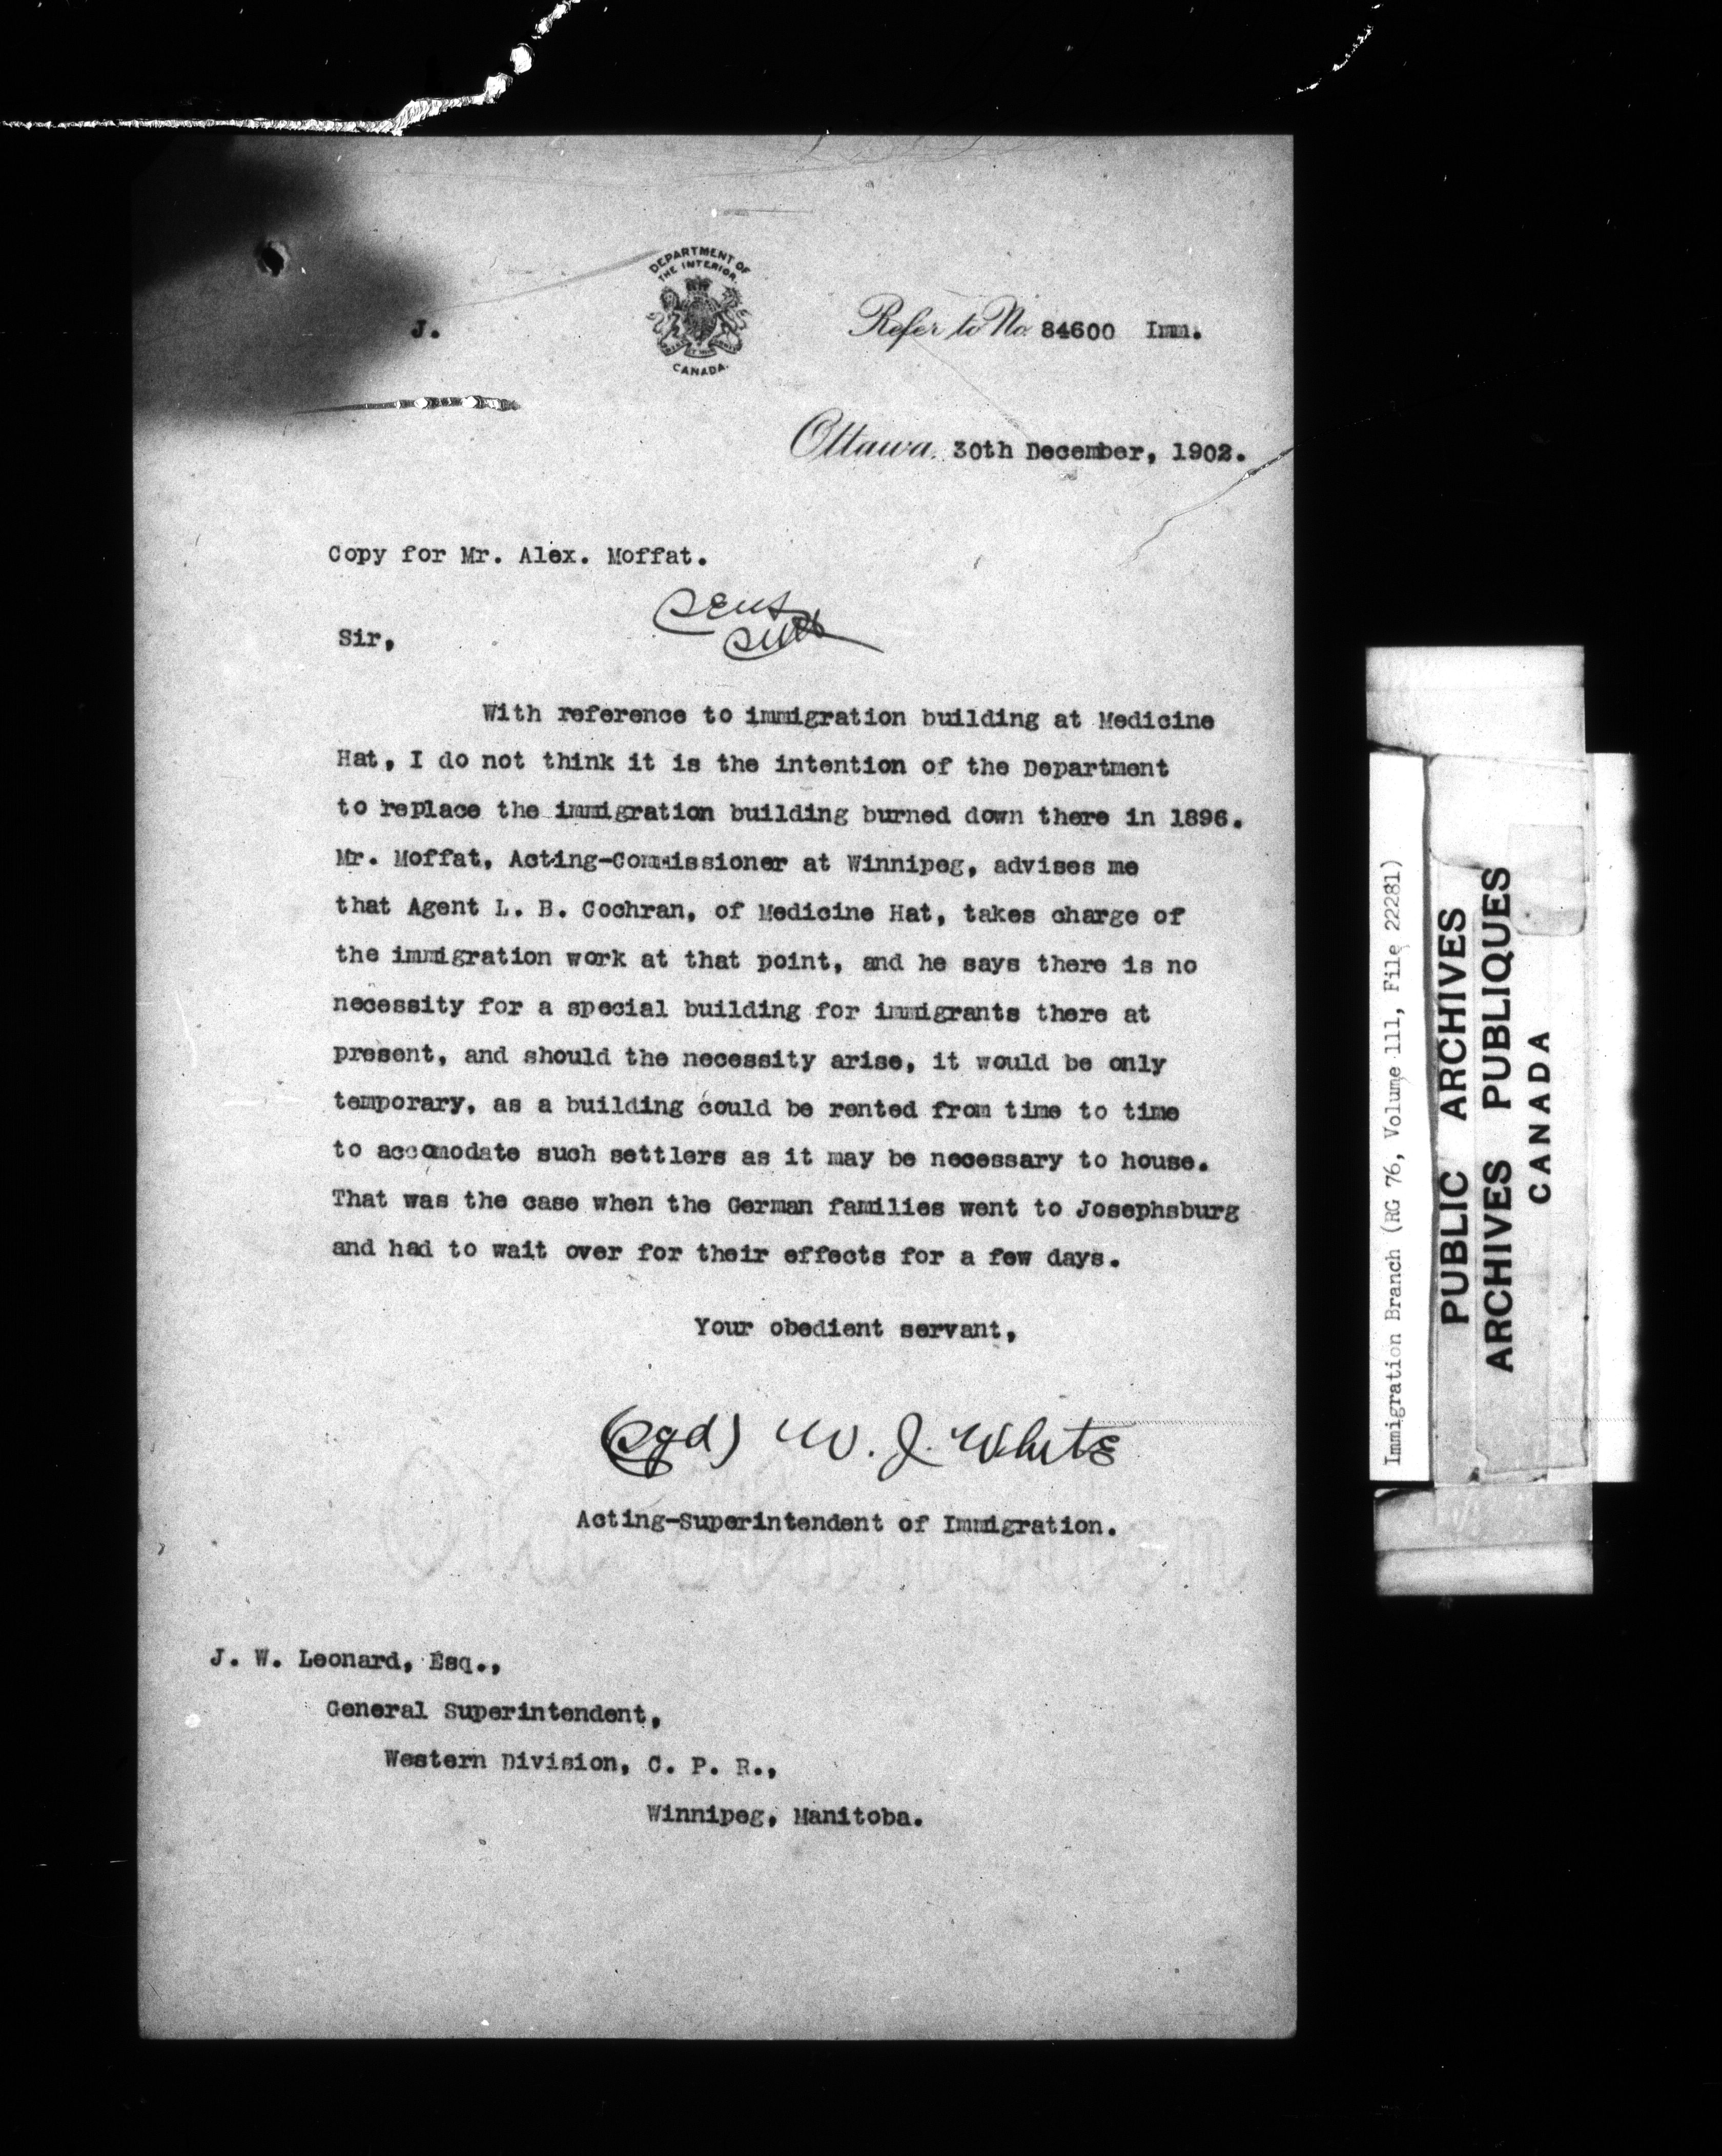 DEPARTMENT OF
THE INTERIOR.
CANADA.
J.
Refer to No. 84600 Imm.
Ottawa, 30th December, 1902.
Copy for Mr. Alex. Moffat.
Sir,
With reference to immigration building at Medicine
Hat, I do not think it is the intention of the Department
to replace the immigration building burned down there in 1896.
Mr. Moffat, Acting-Commissioner at Winnipeg, advises me
that Agent L. B. Cochran, of Medicine Hat, takes charge of
the immigration work at that point, and he says there is no
necessity for a special building for immigrants there at
present, and should the necessity arise, it would be only
temporary, as a building could be rented from time to time
to accomodate such settlers as it may be necessary to house.
That was the case when the German families went to Josephsburg
and had to wait over for their effects for a few days.
Your obedient servant,
(Sgd) W. J. White
Acting-Superintendent of Immigration.
J. W. Leonard, Esq.,
General Superintendent,
Western Division, C. P. R.,
Winnipeg, Manitoba.
Immigration Branch (RG 76, Volume 111, File 22281)
PUBLIC ARCHIVES
ARCHIVES PUBLIQUES
CANADA